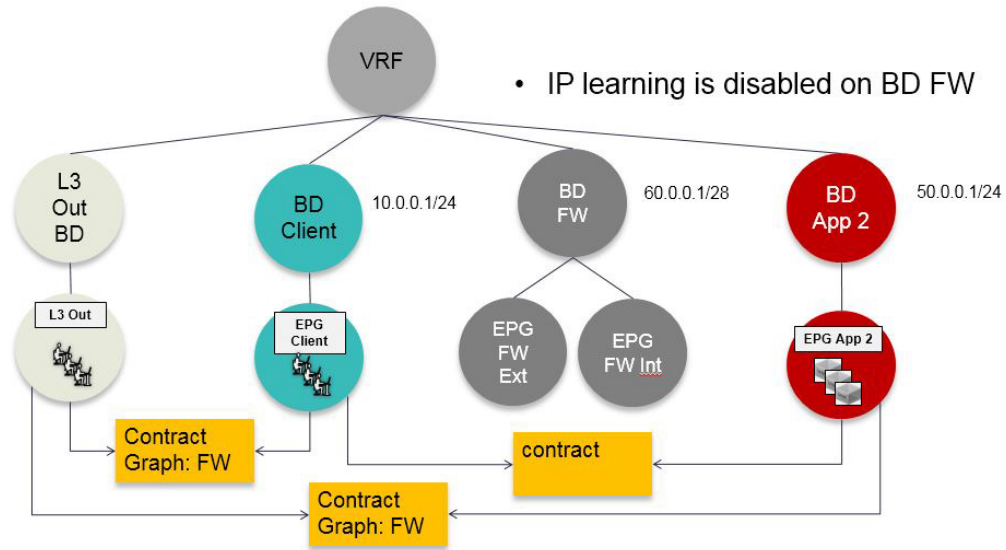 VRF
• IP learning is disabled on BD FW
L3
Out
BD
BD
Client
10.0.0.1/24
BD
FW
60.0.0.1/28
BD
App 2
50.0.0.1/24
L3 Out
EPG
Client
EPG
FW
Ext
EPG
FW Int
EPG App 2
Contract
Graph: FW
contract
Contract
Graph: FW